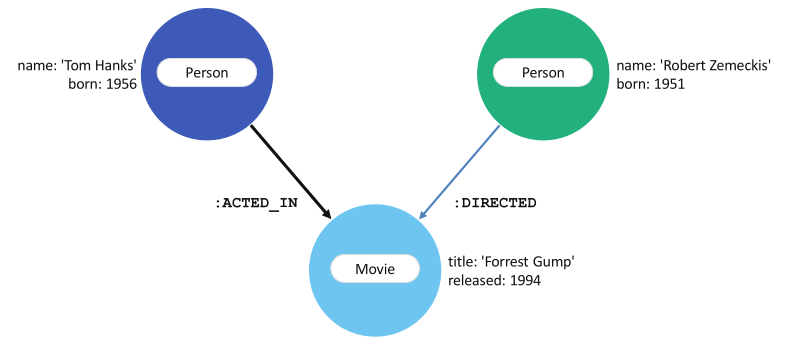 name: 'Tom Hanks'
born: 1956
Person
Person
name: 'Robert Zemeckis'
born: 1951
:ACTED_IN
:DIRECTED
Movie
title: 'Forrest Gump'
released: 1994